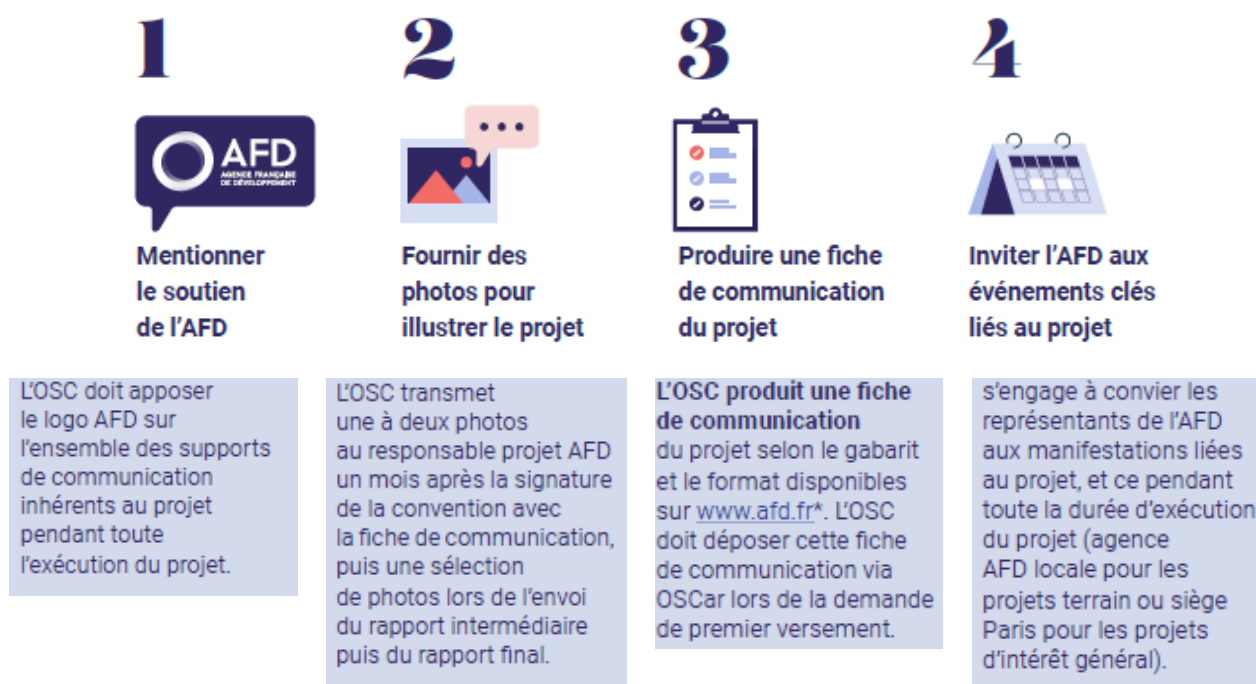 1
AFD
AGENCE FRANÇAISE
DE DÉVELOPPEMENT
Mentionner
le soutien
de l'AFD
L'OSC doit apposer
le logo AFD sur
l'ensemble des supports
de communication
inhérents au projet
pendant toute
l'exécution du projet.
2
Fournir des
photos pour
illustrer le projet
L'OSC transmet
une à deux photos
au responsable projet AFD
un mois après la signature
de la convention avec
la fiche de communication,
puis une sélection
de photos lors de l'envoi
du rapport intermédiaire
puis du rapport final.
3
Produire une fiche
de communication
du projet
L'OSC produit une fiche
de communication
du projet selon le gabarit
et le format disponibles
sur www.afd.fr*. L'OSC
doit déposer cette fiche
de communication via
OSCar lors de la demande
de premier versement.
4
Inviter l'AFD aux
événements clés
liés au projet
s'engage à convier les
représentants de l'AFD
aux manifestations liées
au projet, et ce pendant
toute la durée d'exécution
du projet (agence
AFD locale pour les
projets terrain ou siège
Paris pour les projets
d'intérêt général).